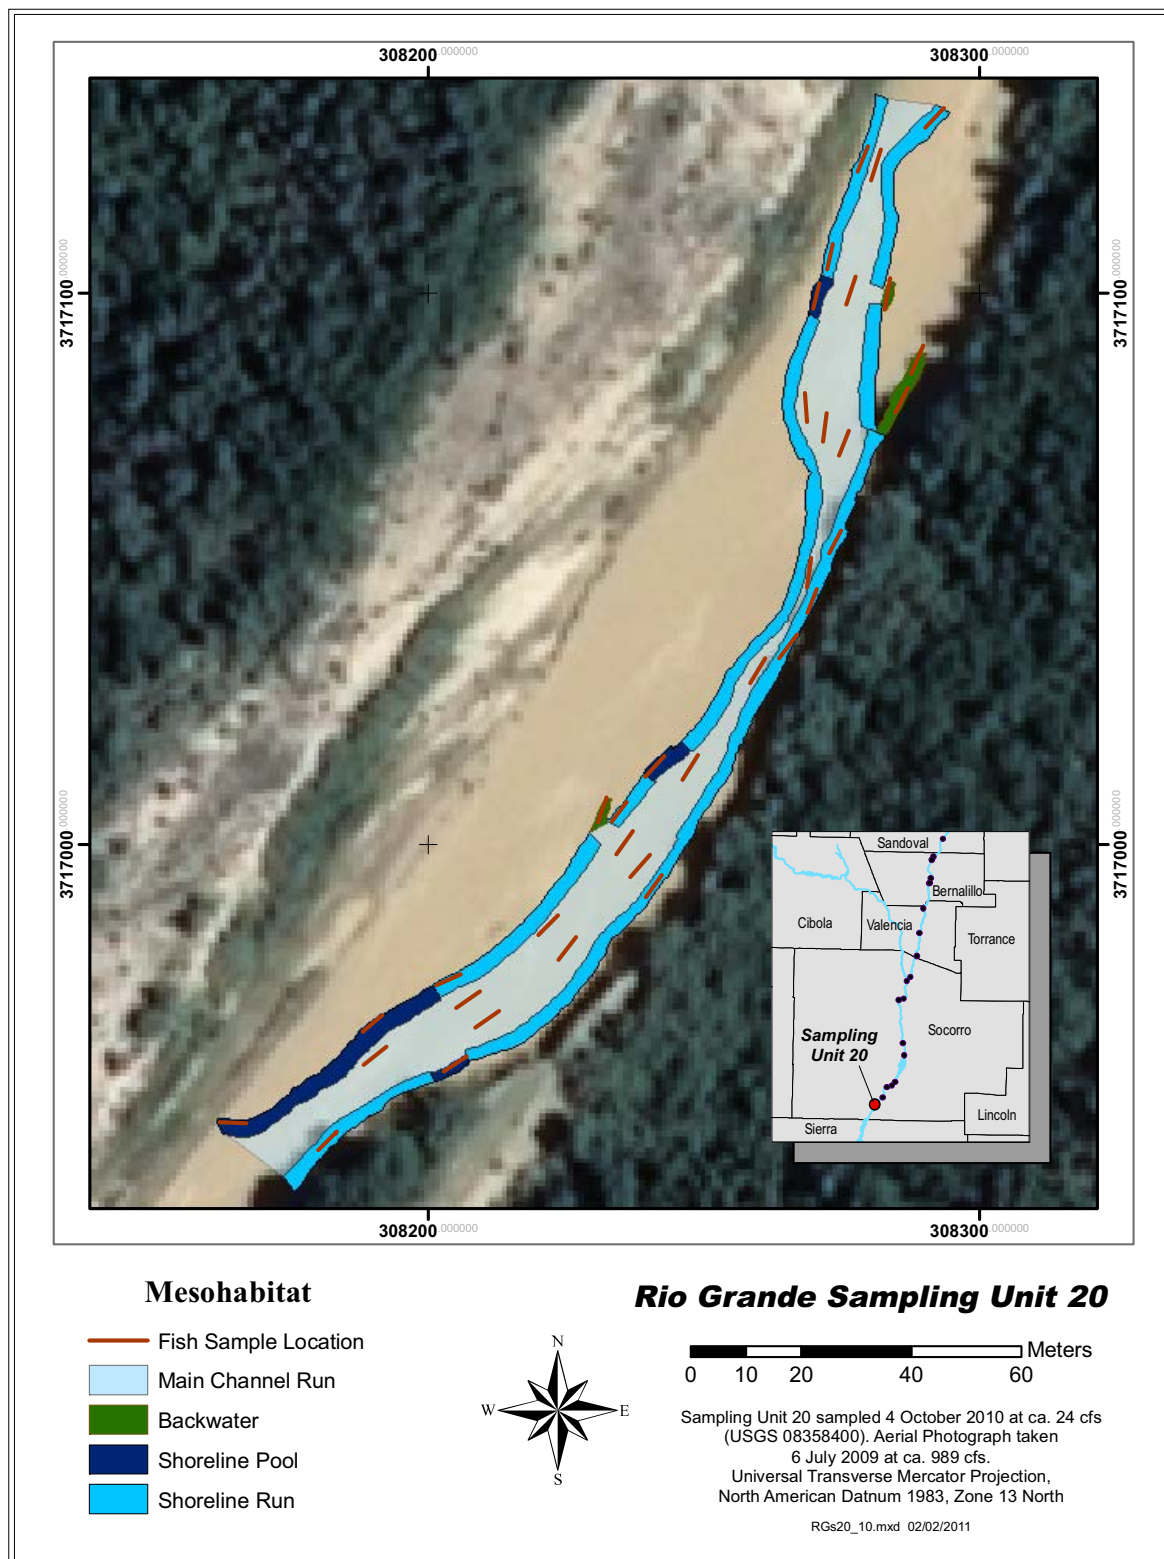 308200.000000 308300.000000
3717100.000000 3717100.000000
3717000.000000 3717000.000000
Sandoval
Bernalillo
Cibola Valencia
Torrance
Socorro
Sampling
Unit 20
Lincoln
Sierra
308200.000000 308300.000000
Mesohabitat
Fish Sample Location
Main Channel Run
Backwater
Shoreline Pool
Shoreline Run
N
W E
S
Rio Grande Sampling Unit 20
Meters
0 10 20 40 60
Sampling Unit 20 sampled 4 October 2010 at ca. 24 cfs
(USGS 08358400). Aerial Photograph taken
6 July 2009 at ca. 989 cfs.
Universal Transverse Mercator Projection,
North American Datnum 1983, Zone 13 North
RGs20_10.mxd 02/02/2011